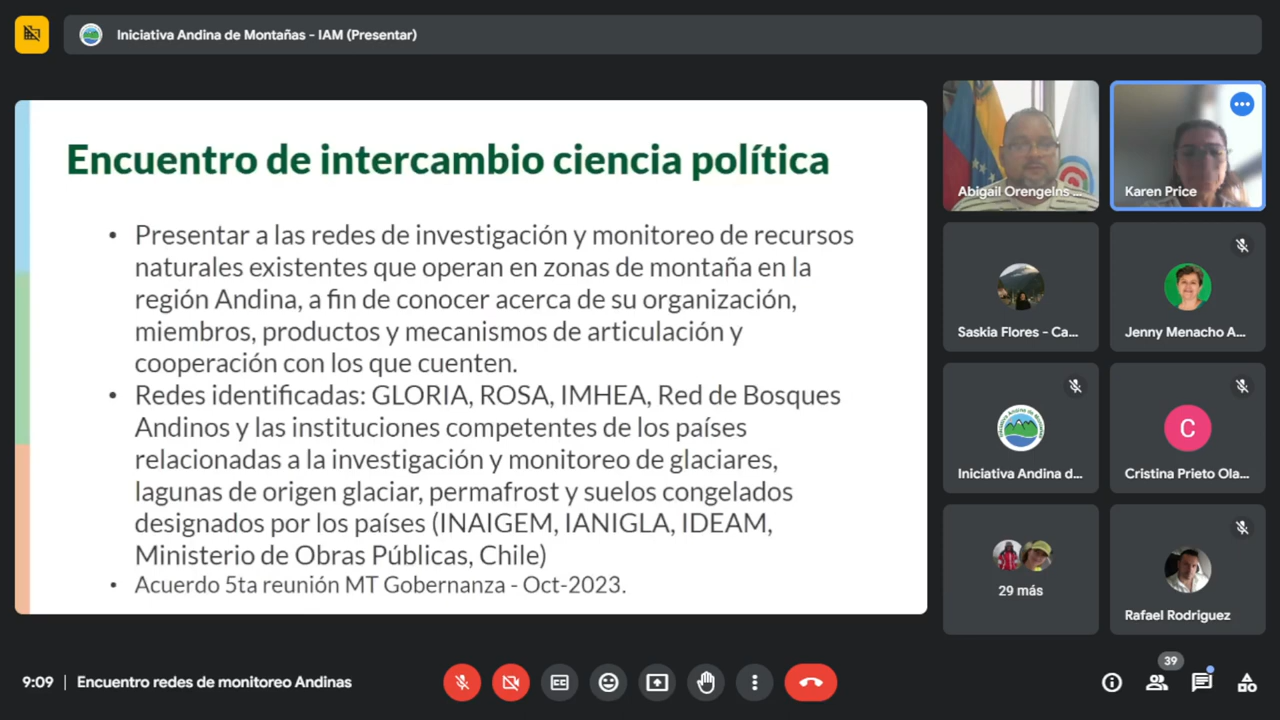 Iniciativa Andina de Montañas - IAM (Presentar)
Encuentro de intercambio ciencia política
• Presentar a las redes de investigación y monitoreo de recursos
naturales existentes que operan en zonas de montaña en la
región Andina, a fin de conocer acerca de su organización,
miembros, productos y mecanismos de articulación y
cooperación con los que cuenten.
• Redes identificadas: GLORIA, ROSA, IMHEA, Red de Bosques
Andinos y las instituciones competentes de los países
relacionadas a la investigación y monitoreo de glaciares,
lagunas de origen glaciar, permafrost y suelos congelados
designados por los países (INAIGEM, IANIGLA, IDEAM,
Ministerio de Obras Públicas, Chile)
• Acuerdo 5ta reunión MT Gobernanza - Oct-2023.
Abigail Orengelns ...
Karen Price
Saskia Flores - Ca...
Jenny Menacho A...
Iniciativa Andina d...
C
Cristina Prieto Ola...
29 más
Rafael Rodriguez
9:09 | Encuentro redes de monitoreo Andinas
39